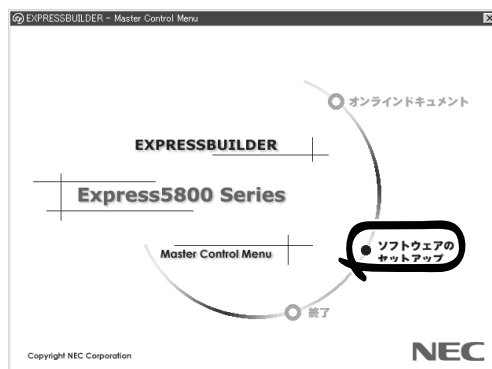 EXPRESSBUILDER - Master Control Menu
オンラインドキュメント
EXPRESSBUILDER
Express5800 Series
ソフトウェアの
セットアップ
Master Control Menu
終了
Copyright NEC Corporation
NEC